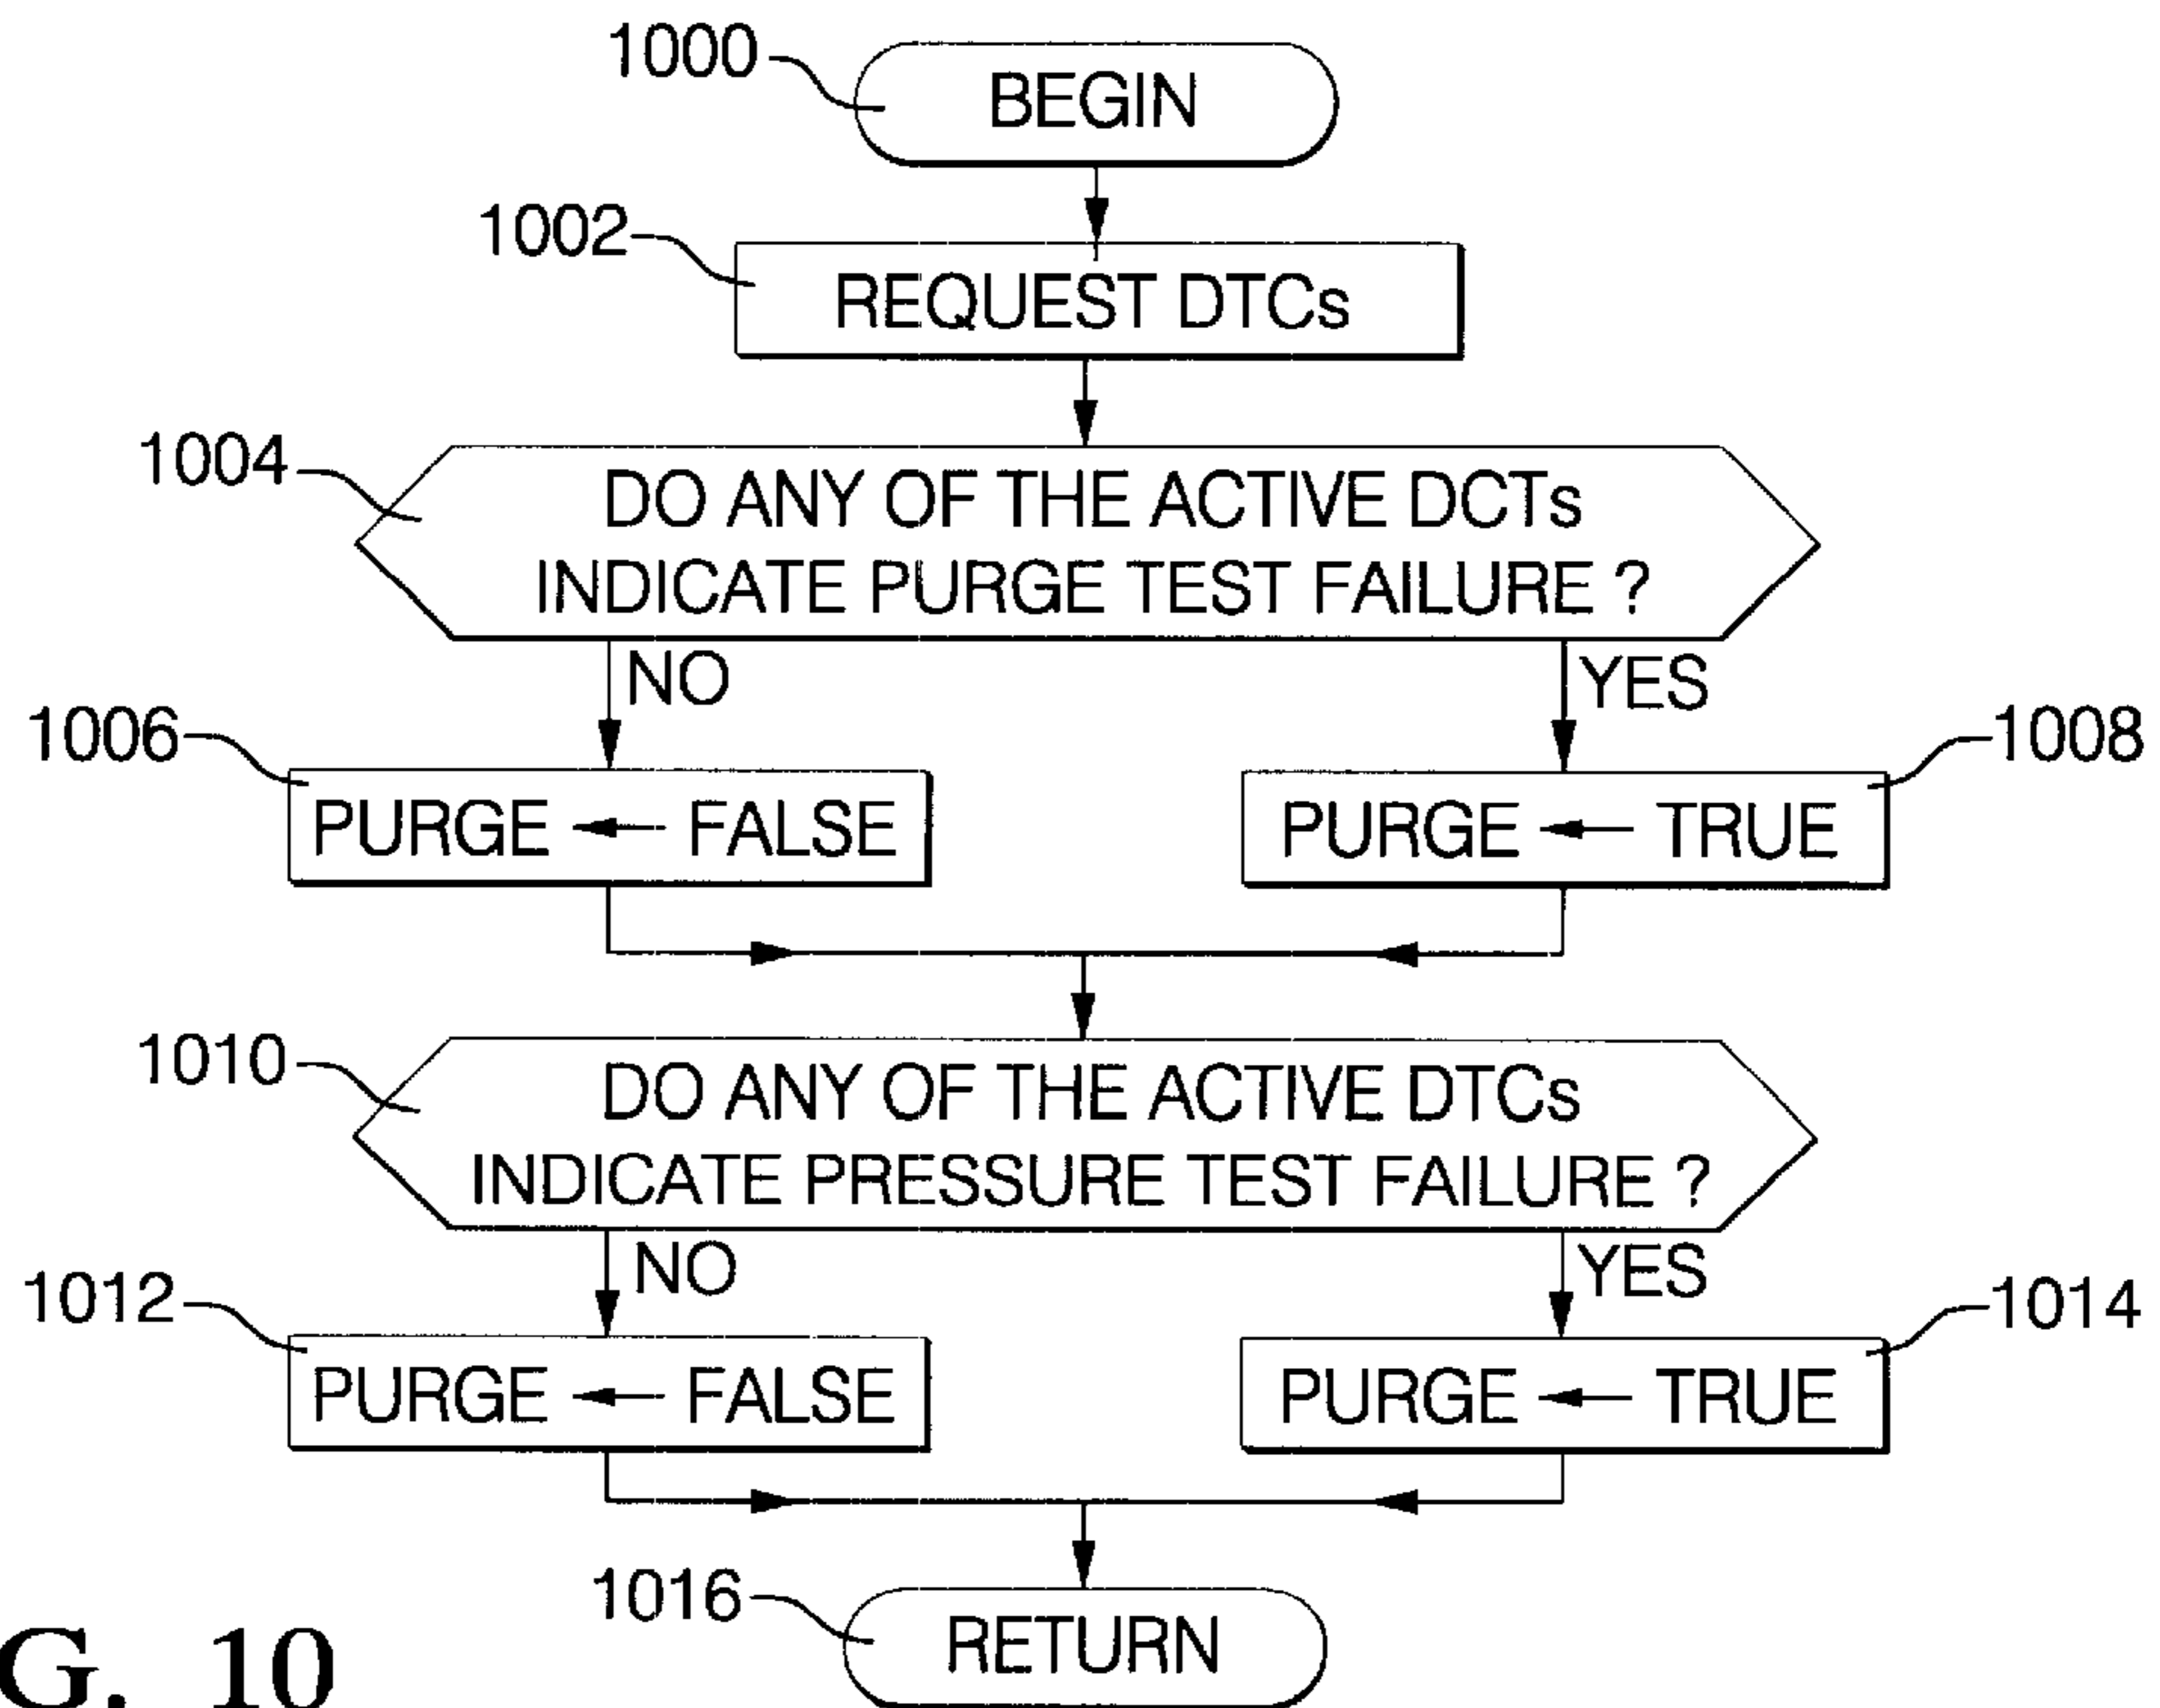 1000
BEGIN
1002
REQUEST DTCs
1004
DO ANY OF THE ACTIVE DCTs
INDICATE PURGE TEST FAILURE ?
NO
YES
1006
1008
PURGE ← FALSE
PURGE ← TRUE
1010
DO ANY OF THE ACTIVE DTCs
INDICATE PRESSURE TEST FAILURE ?
NO
YES
1012
1014
PURGE ← FALSE
PURGE ← TRUE
1016
RETURN
G. 10